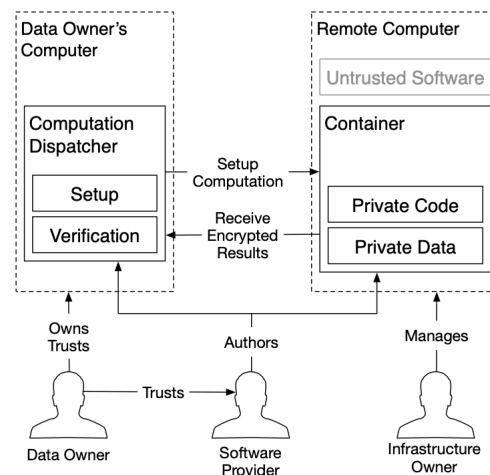 Data Owner's
Computer
Computation
Dispatcher
Setup
Verification
Setup
Computation
Receive
Encrypted
Results
Remote Computer
Untrusted Software
Container
Private Code
Private Data
Owns
Trusts
Authors
Manages
Trusts
Data Owner
Software
Provider
Infrastructure
Owner